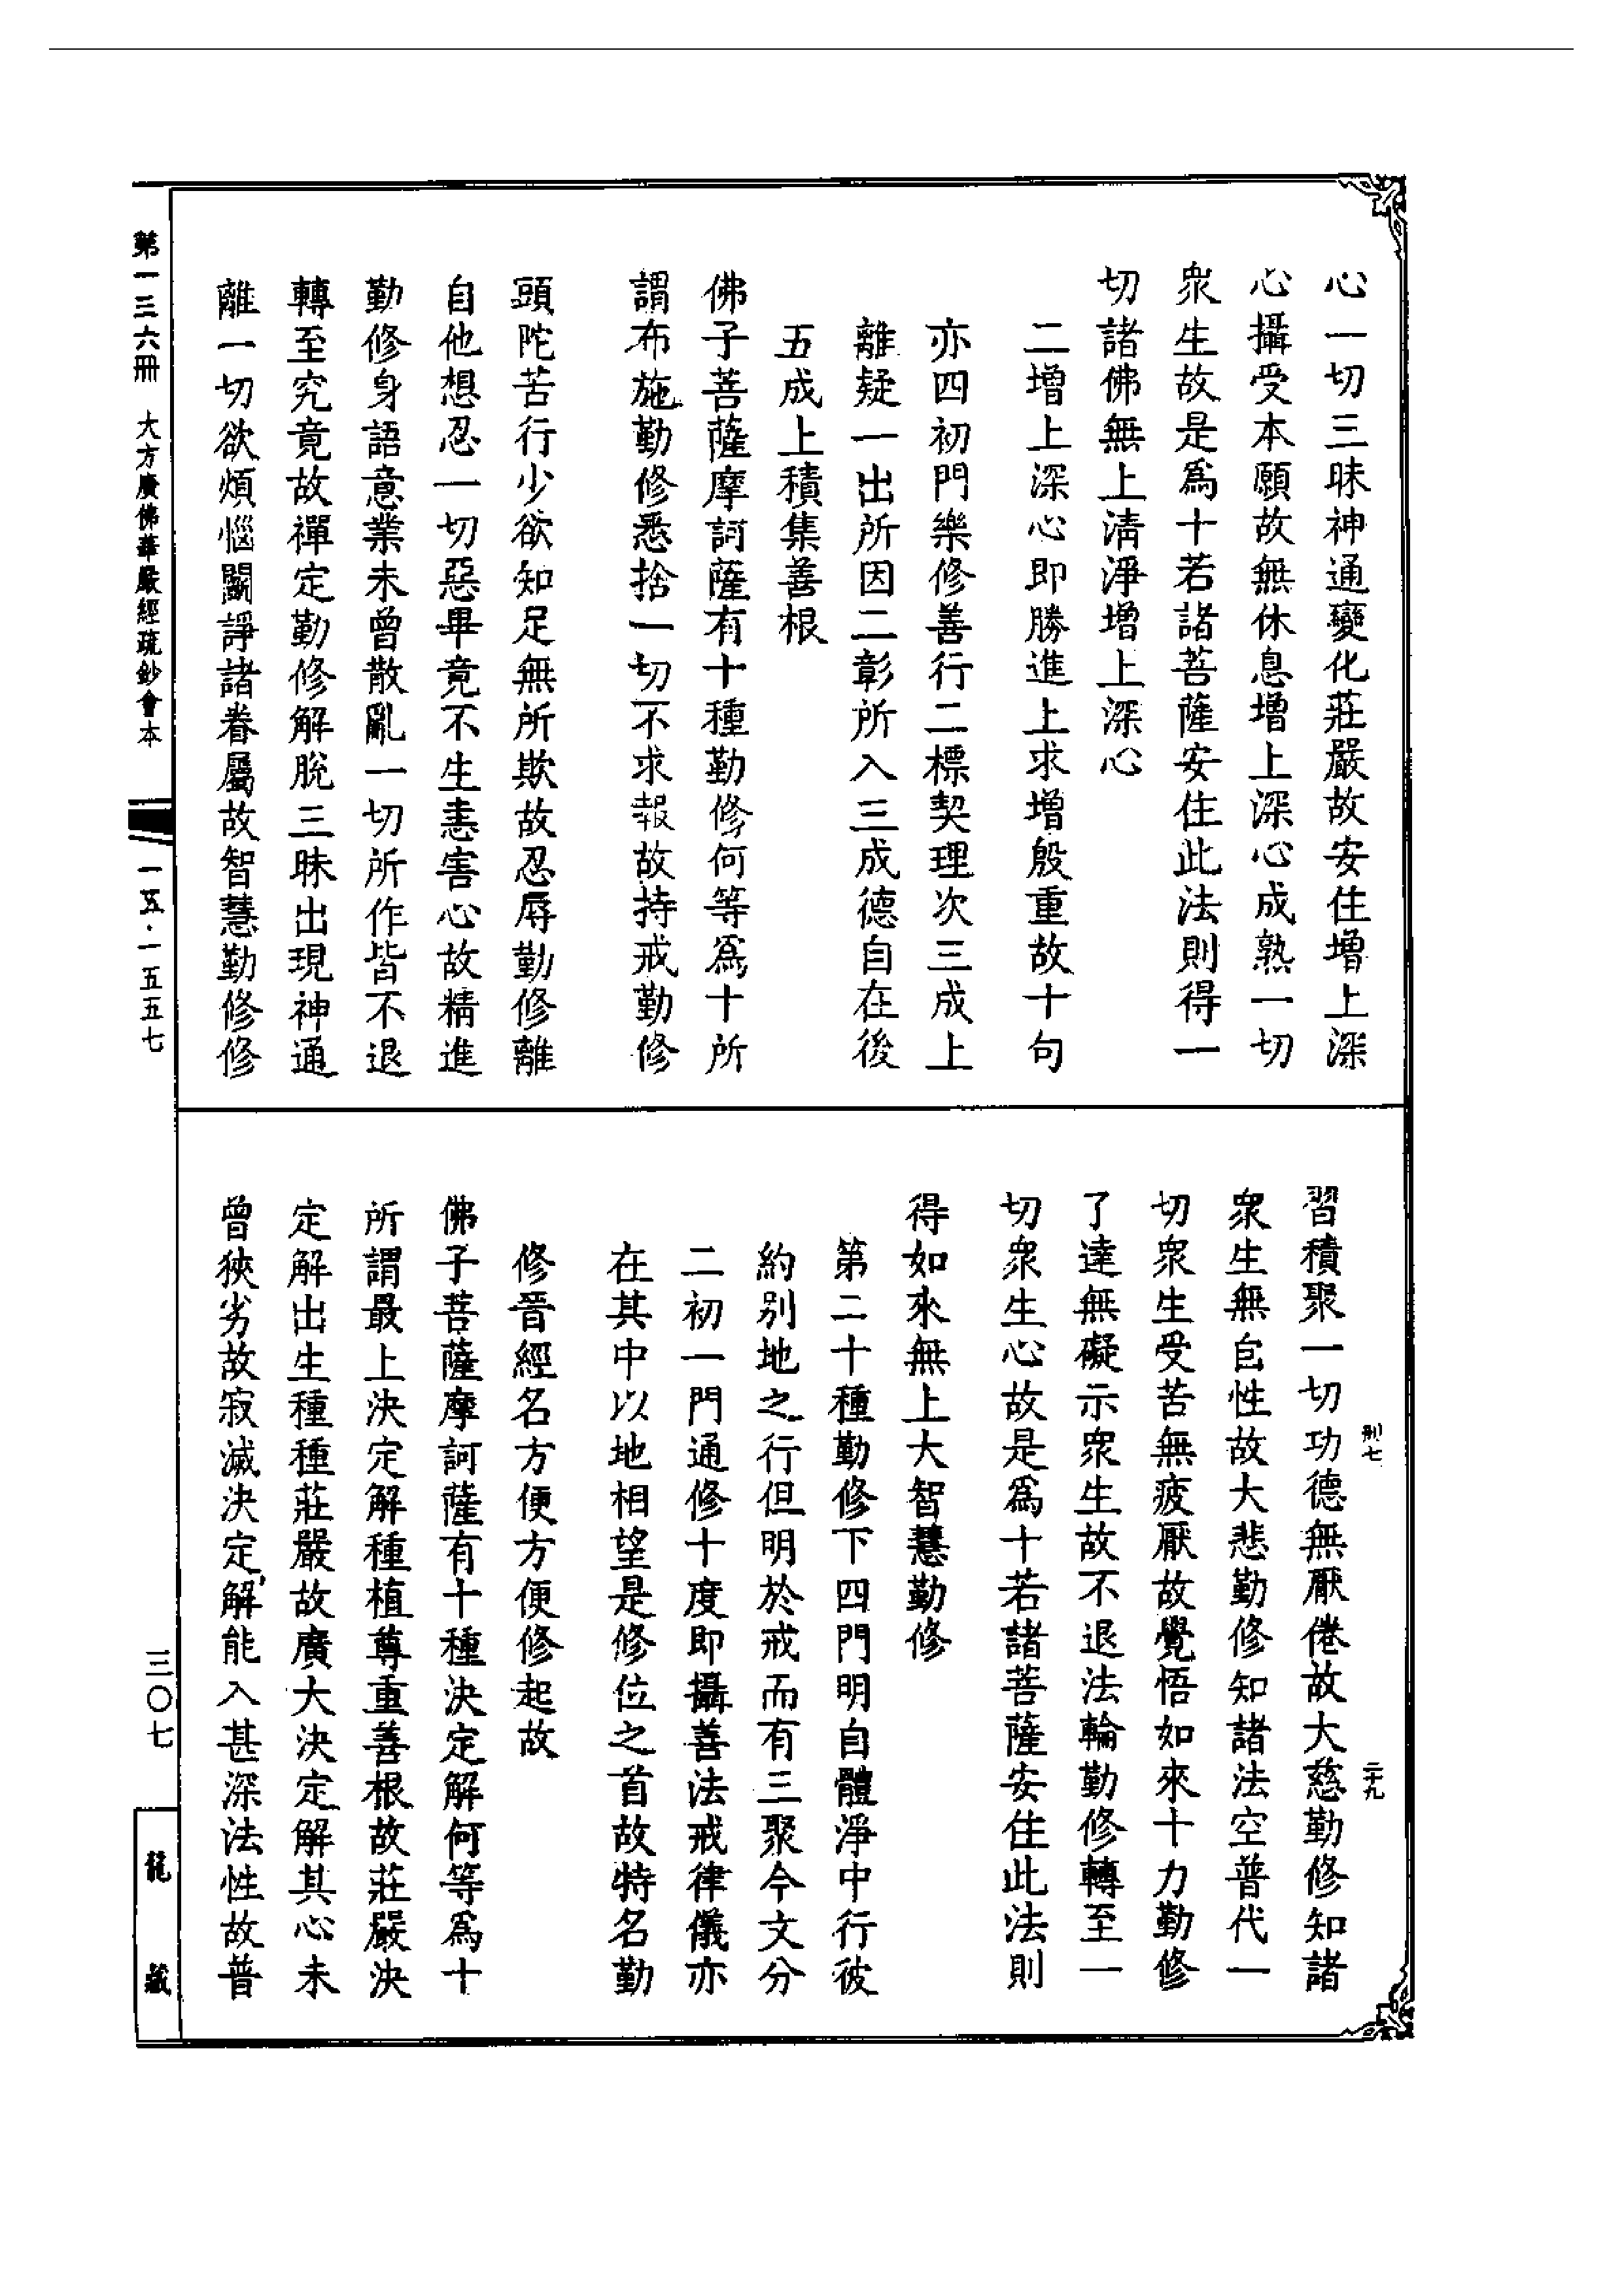 心一切三昧神通變化莊嚴故安住增上深
心攝受本願故無休息增上深心成熟一切
衆生故是爲十若諸菩薩安住此法則得一
切諸佛無上淸淨增上深心
二增上深心即勝進上求增殷重故十句
亦四初門樂修善行二標契理次三成上
離疑一出所因二彰所入三成德自在後
五成上積集善根
佛子菩薩摩訶薩有十種勤修何等爲十所
謂布施勤修悉捨一切不求報故持戒勤修
頭陀苦行少欲知足無所欺故忍辱勤修離
自他想忍一切惡畢竟不生恚害心故精進
勤修身語意業未曾散亂一切所作皆不退
轉至究竟故禪定勤修解脫三昧出現神通
離一切欲煩惱鬬諍諸眷屬故智慧勤修修
習積聚一切功德無厭倦故大慈勤修知諸
衆生無自性故大悲勤修知諸法空普代一
切衆生受苦無疲厭故覺悟如來十力勤修
了達無礙示衆生故不退法輪勤修轉至一
切衆生心故是爲十若諸菩薩安住此法則
得如來無上大智慧勤修
第二十種勤修下四門明自體淨中行彼
約別地之行但明於戒而有三聚今文分
二初一門通修十度即攝善法戒律儀亦
在其中以地相望是修位之首故特名勤
修晉經名方便方便修起故
佛子菩薩摩訶薩有十種決定解何等爲十
所謂最上決定解種植尊重善根故莊嚴決
定解出生種種莊嚴故廣大決定解其心未
曾狹劣故寂滅決定解能入甚深法性故普
則七
二十九
第一三六冊 大方廣佛華嚴經疏鈔會本
一五·一五五七
三〇七
龍藏